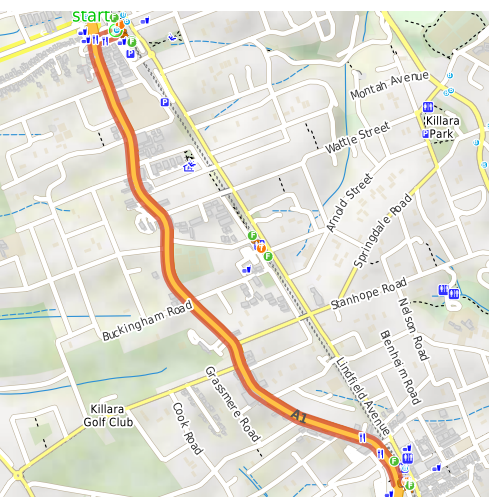 start
Montah Avenue
Killara
Park
Wattle Street
Arnold Street
Springdale Road
Stanhope Road
Buckingham Road
Nelson Road
Blenheim Road
Lindfield Avenue
Grassmere Road
Killara
Golf Club
Cook Road
A1
P
P
P
F
F
F
F
F
F
T